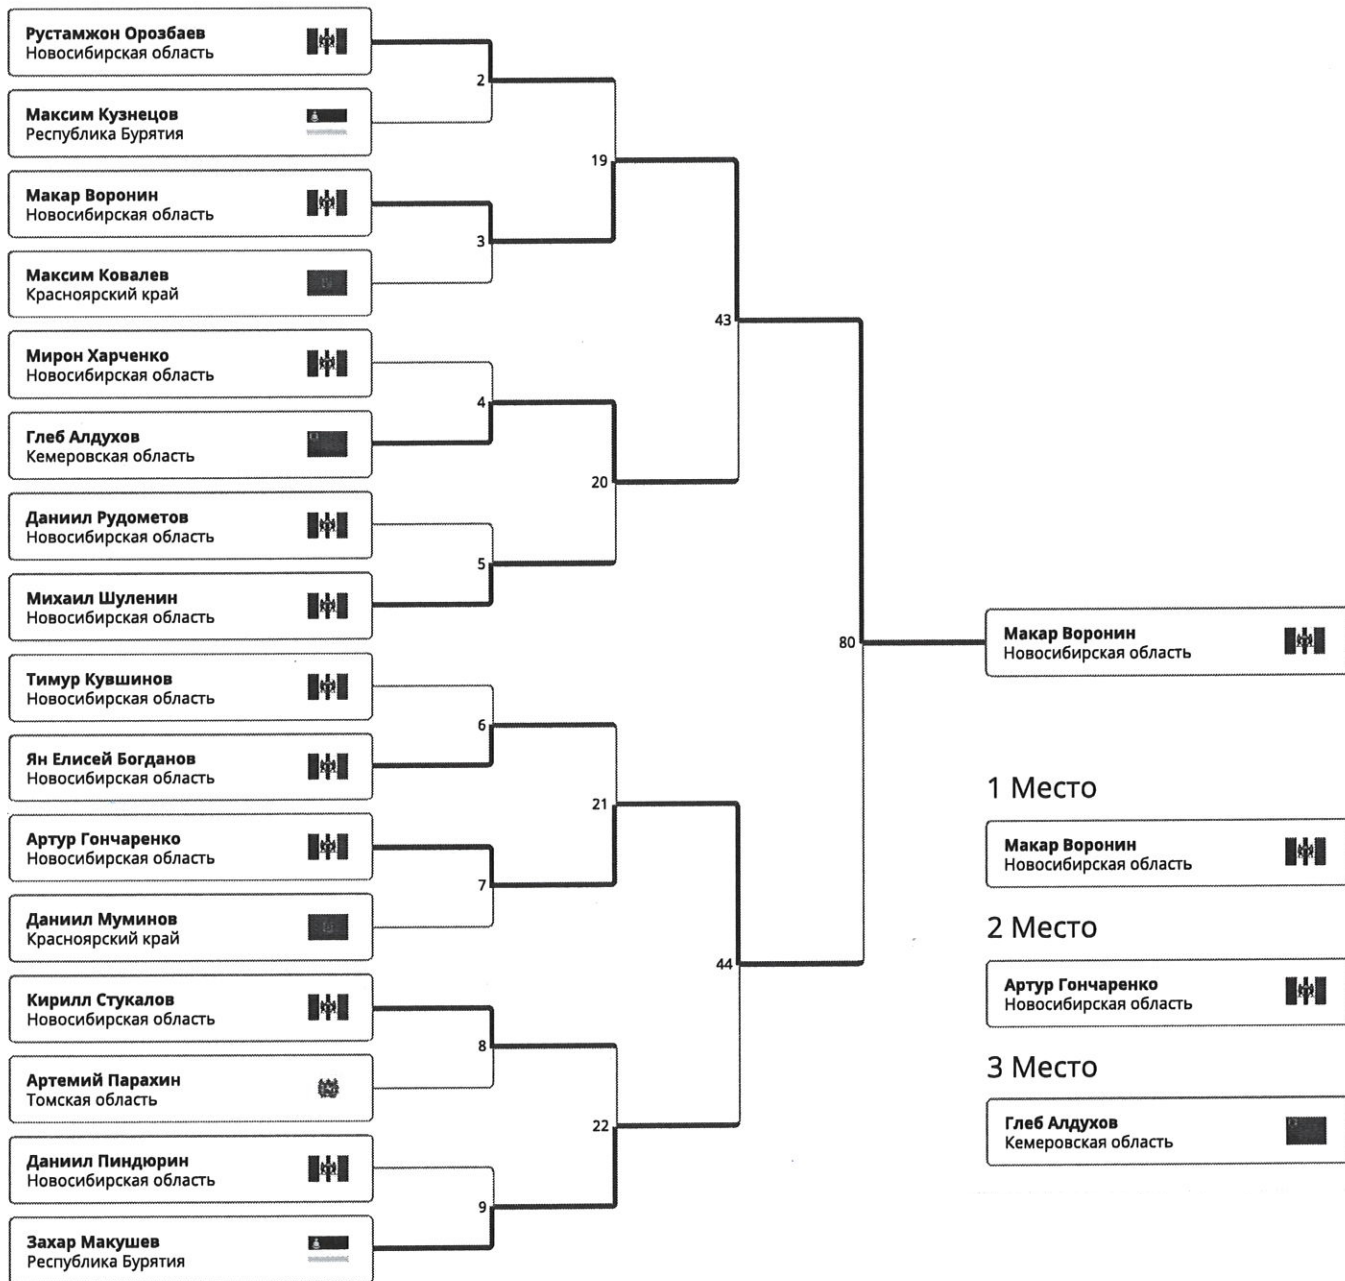 Рустамжон Орозбаев
Новосибирская область
Максим Кузнецов
Республика Бурятия
Макар Воронин
Новосибирская область
Максим Ковалев
Красноярский край
Мирон Харченко
Новосибирская область
Глеб Алдухов
Кемеровская область
Даниил Рудометов
Новосибирская область
Михаил Шуленин
Новосибирская область
Тимур Кувшинов
Новосибирская область
Ян Елисей Богданов
Новосибирская область
Артур Гончаренко
Новосибирская область
Даниил Муминов
Красноярский край
Кирилл Стукалов
Новосибирская область
Артемий Парахин
Томская область
Даниил Пиндюрин
Новосибирская область
Захар Макушев
Республика Бурятия
2
3
4
5
6
7
8
9
19
20
21
22
43
44
80
Макар Воронин
Новосибирская область
1 Место
Макар Воронин
Новосибирская область
2 Место
Артур Гончаренко
Новосибирская область
3 Место
Глеб Алдухов
Кемеровская область